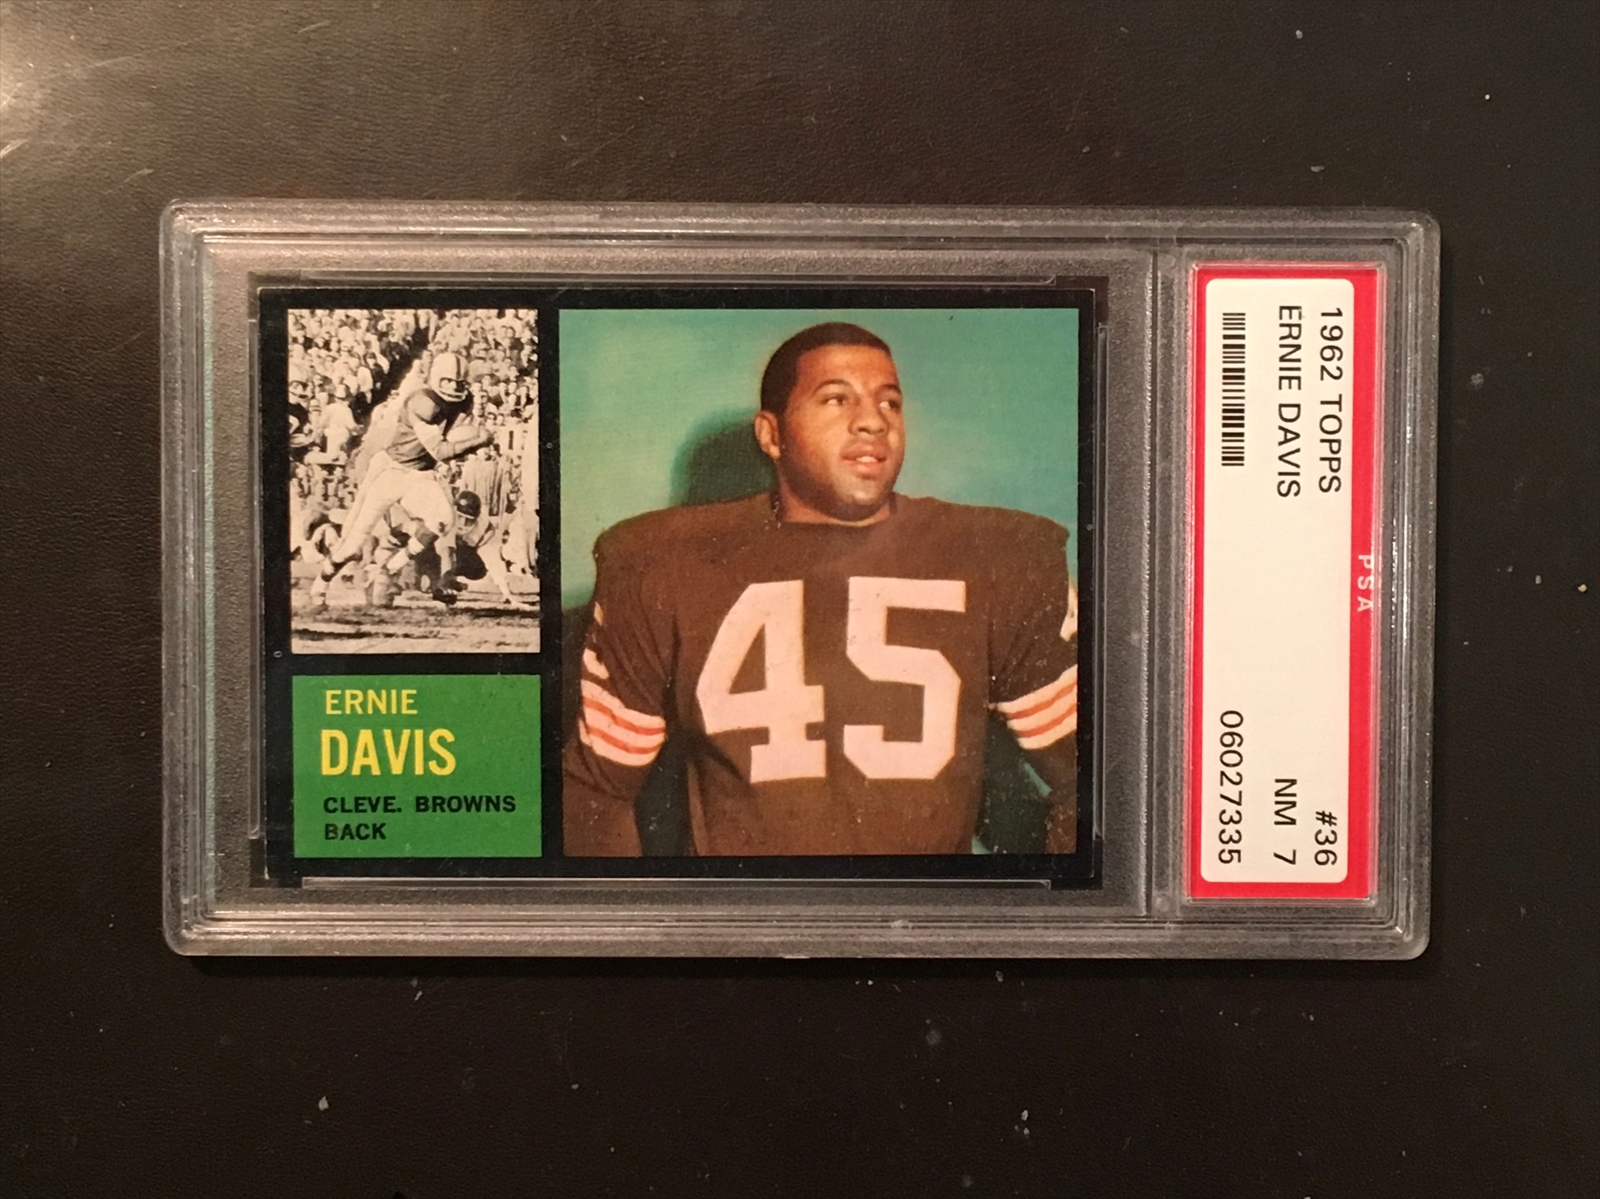 ERNIE
DAVIS
CLEVE. BROWNS
BACK
45
1962 TOPPS #36
ERNIE DAVIS NM 7
06027335
PSA